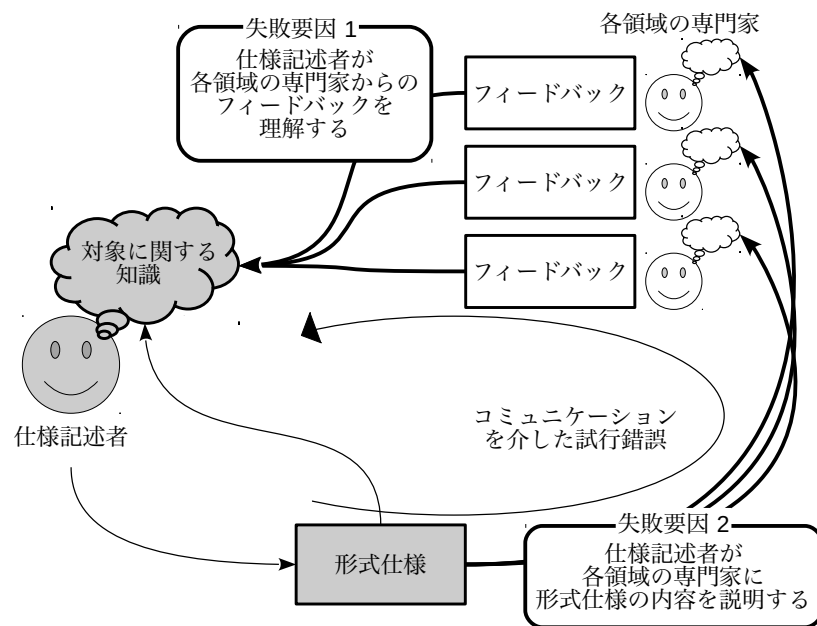 失敗要因 1
仕様記述者が
各領域の専門家からの
フィードバックを
理解する
各領域の専門家
フィードバック
フィードバック
フィードバック
対象に関する
知識
仕様記述者
コミュニケーション
を介した試行錯誤
形式仕様
失敗要因 2
仕様記述者が
各領域の専門家に
形式仕様の内容を説明する